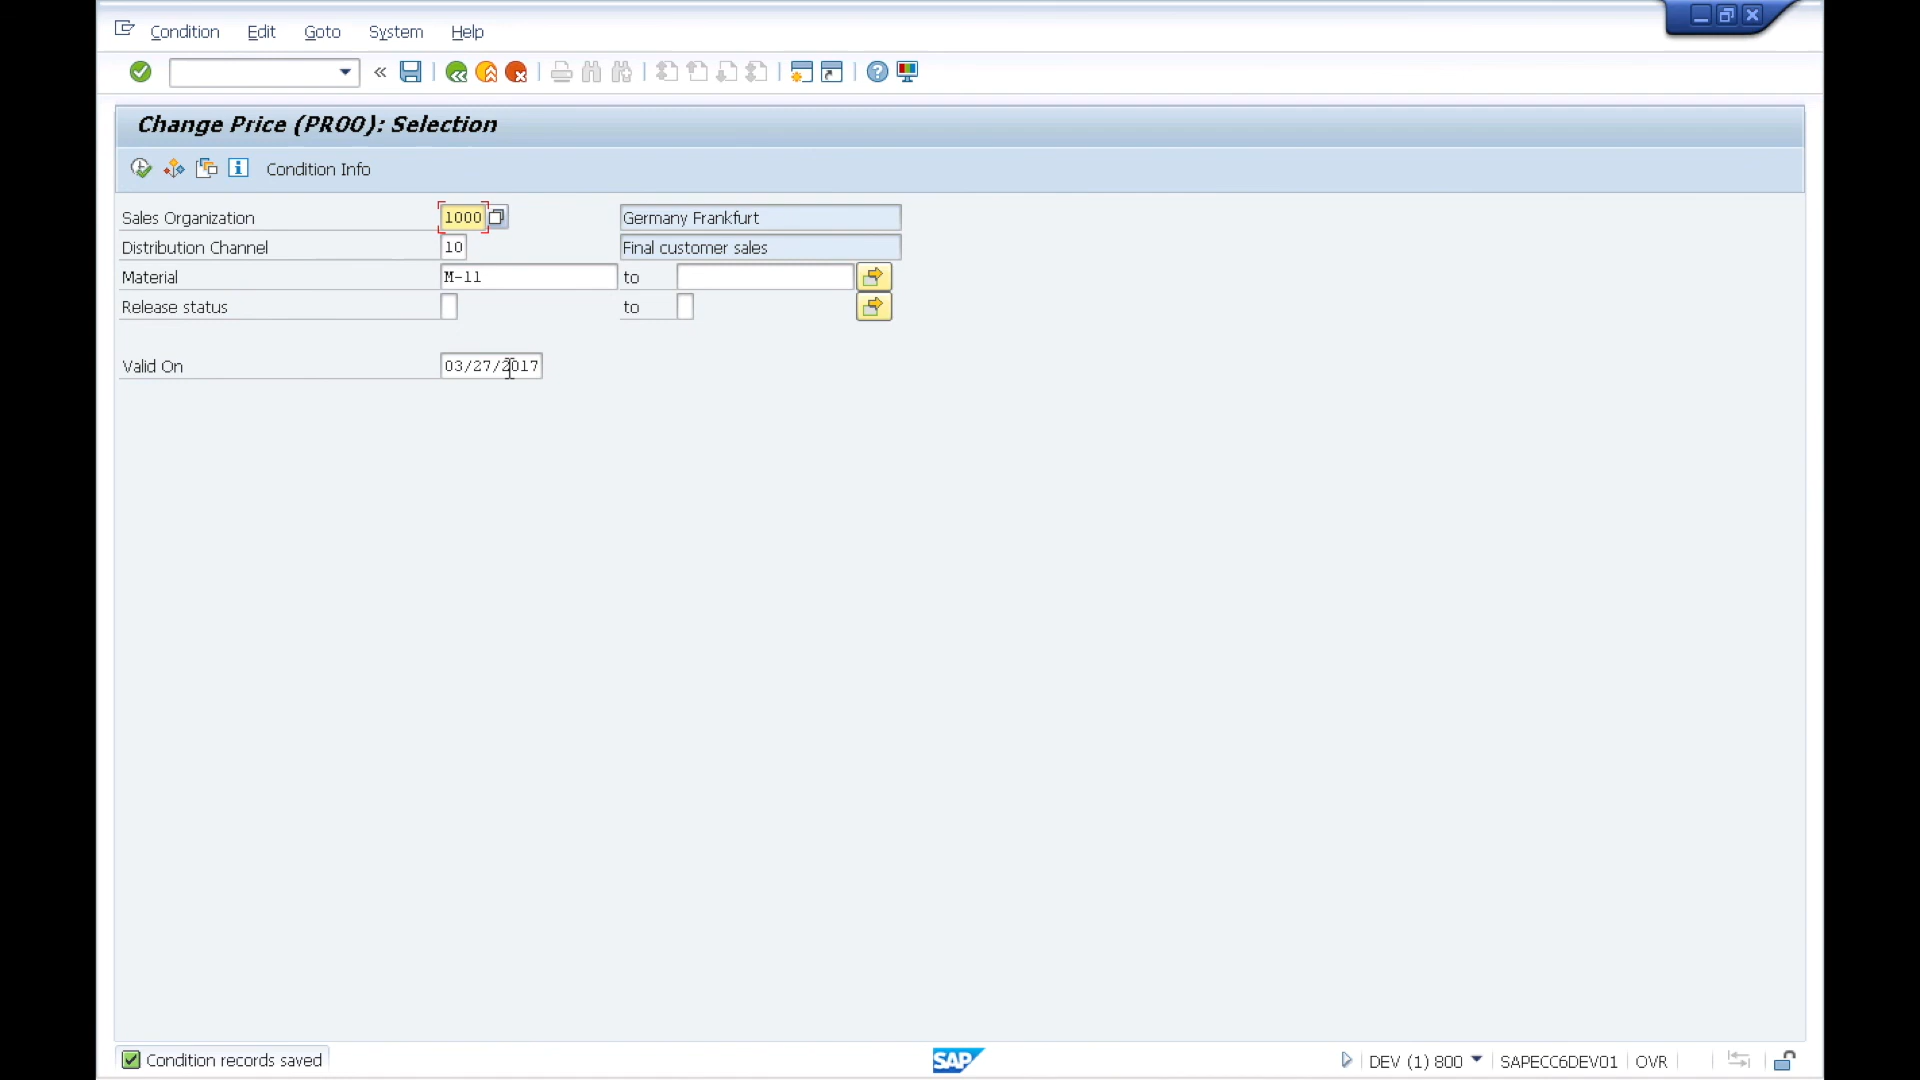 Condition Edit Goto System Help
Change Price (PR00): Selection
Condition Info
Sales Organization 1000 Germany Frankfurt
Distribution Channel 10 Final customer sales
Material M-11 to
Release status to
Valid On 03/27/2017
Condition records saved SAP DEV (1) 800 SAPECC6DEV01 OVR